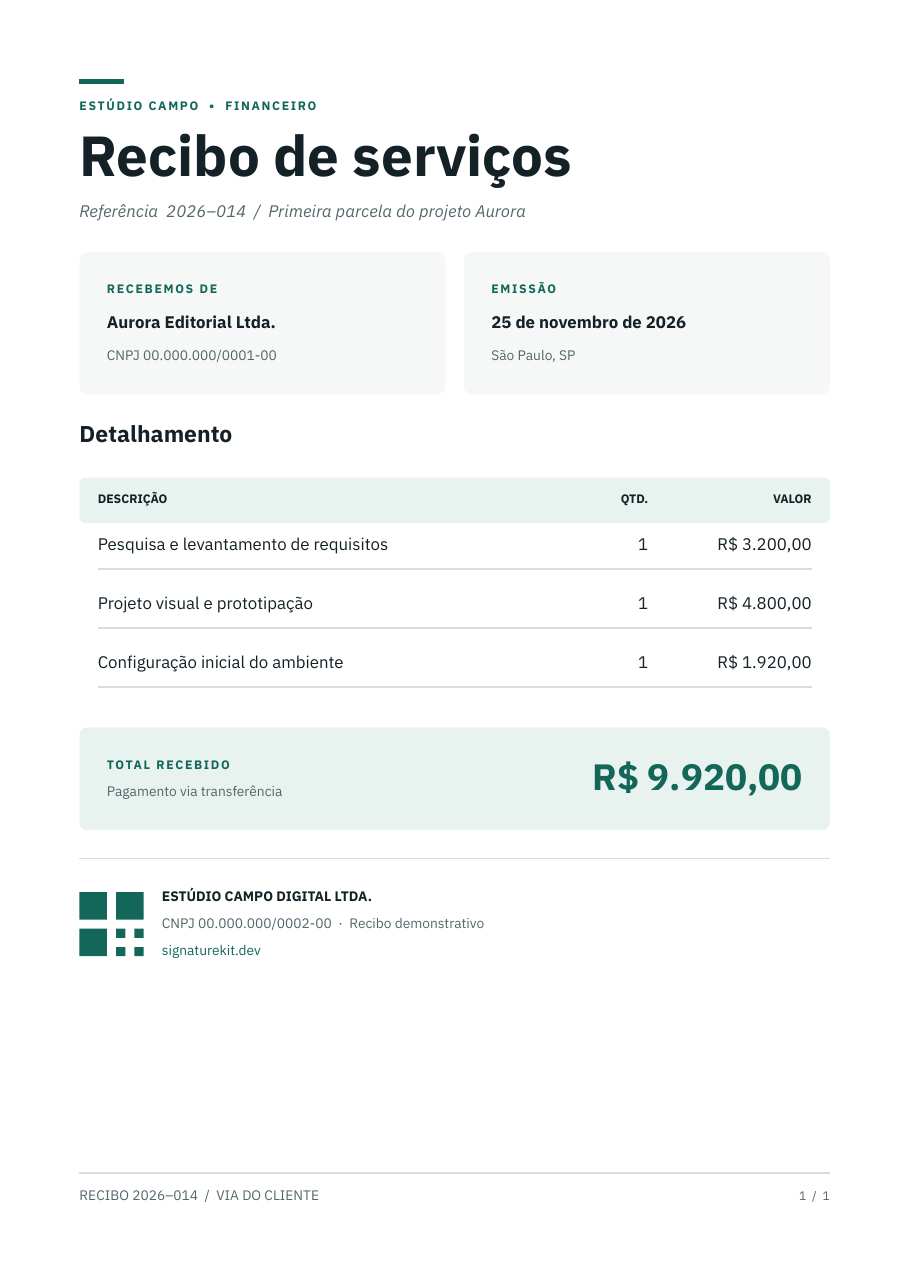 ESTÚDIO CAMPO • FINANCEIRO
Recibo de serviços
Referência 2026–014 / Primeira parcela do projeto Aurora
RECEBEMOS DE
Aurora Editorial Ltda.
CNPJ 00.000.000/0001-00
EMISSÃO
25 de novembro de 2026
São Paulo, SP
Detalhamento
DESCRIÇÃO QTD. VALOR
Pesquisa e levantamento de requisitos 1 R$ 3.200,00
Projeto visual e prototipação 1 R$ 4.800,00
Configuração inicial do ambiente 1 R$ 1.920,00
TOTAL RECEBIDO
Pagamento via transferência
R$ 9.920,00
ESTÚDIO CAMPO DIGITAL LTDA.
CNPJ 00.000.000/0002-00 · Recibo demonstrativo
signaturekit.dev
RECIBO 2026–014 / VIA DO CLIENTE 1 / 1